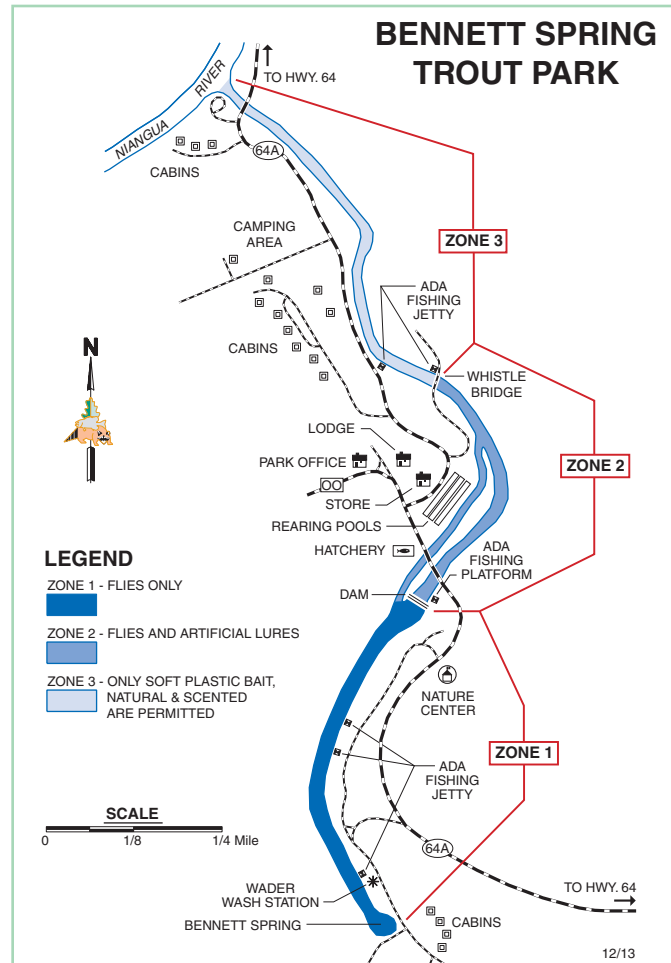 BENNETT SPRING
TROUT PARK
TO HWY. 64
NIANGUA RIVER
64A
CABINS
CAMPING
AREA
ZONE 3
ADA
FISHING
JETTY
CABINS
N
WHISTLE
BRIDGE
LODGE
PARK OFFICE
ZONE 2
STORE
REARING POOLS
HATCHERY
ADA
FISHING
PLATFORM
DAM
LEGEND
ZONE 1 - FLIES ONLY
ZONE 2 - FLIES AND ARTIFICIAL LURES
ZONE 3 - ONLY SOFT PLASTIC BAIT,
NATURAL & SCENTED
ARE PERMITTED
NATURE
CENTER
ZONE 1
ADA
FISHING
JETTY
SCALE
0 1/8 1/4 Mile
64A
WADER
WASH STATION
TO HWY. 64
BENNETT SPRING
CABINS
12/13